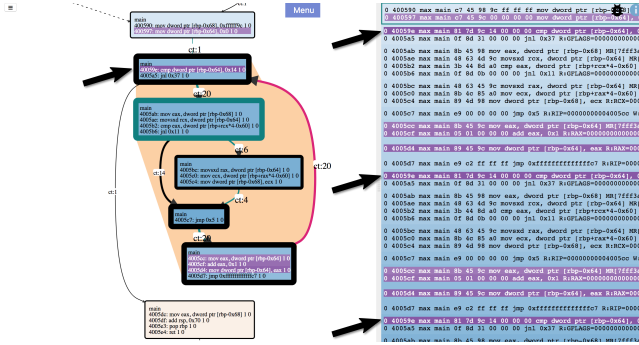 Menu
main
400590: mov dword ptr [rbp-0x68], 0xffffff9c 1 0
400597: mov dword ptr [rbp-0x64], 0x0 1 0
ct:1
main
40059e: cmp dword ptr [rbp-0x64], 0x14 1 0
4005a5: jnl 0x37 1 0
ct:20
main
4005ab: mov eax, dword ptr [rbp-0x68] 1 0
4005ae: movsxd rcx, dword ptr [rbp-0x64] 1 0
4005b2: cmp eax, dword ptr [rbp+rcx*4-0x60] 1 0
4005b6: jnl 0x11 1 0
ct:6
ct:14
main
4005bc: movsxd rax, dword ptr [rbp-0x64] 1 0
4005c0: mov ecx, dword ptr [rbp+rax*4-0x60] 1 0
4005c4: mov dword ptr [rbp-0x68], ecx 1 0
ct:20
ct:1
ct:4
main
4005c7: jmp 0x5 1 0
ct:20
main
4005cc: mov eax, dword ptr [rbp-0x64] 1 0
4005cf: add eax, 0x1 1 0
4005d4: mov dword ptr [rbp-0x64], eax 1 0
main
4005dc: mov eax, dword ptr [rbp-0x68] 1 0
4005df: add rsp, 0x70 1 0
4005e3: pop rbp 1 0
4005e4: ret 1 0
0 400590 max main c7 45 98 9c ff ff ff mov dword ptr [rbp-0x68]
0 400597 max main c7 45 9c 00 00 00 00 mov dword ptr [rbp-0x64],
0 40059e max main 81 7d 9c 14 00 00 00 cmp dword ptr [rbp-0x64],
0 4005a5 max main 0f 8d 31 00 00 00 jnl 0x37 R:GFLAGS=00000000000
0 4005ab max main 8b 45 98 mov eax, dword ptr [rbp-0x68] MR[7fff3
0 4005ae max main 48 63 4d 9c movsxd rcx, dword ptr [rbp-0x64] MR
0 4005b2 max main 3b 44 8d a0 cmp eax, dword ptr [rbp+rcx*4-0x60]
0 4005b6 max main 0f 8d 0b 00 00 00 jnl 0x11 R:GFLAGS=00000000000
0 4005bc max main 48 63 45 9c movsxd rax, dword ptr [rbp-0x64]
0 4005c0 max main 8b 4c 85 a0 mov ecx, dword ptr [rbp+rax*4-0x60]
0 4005c4 max main 89 4d 98 mov dword ptr [rbp-0x68], ecx R:RCX=00
0 4005c7 max main e9 00 00 00 00 jmp 0x5 R:RIP=
0 4005cc max main 8b 45 9c mov eax, dword ptr [rbp-0x64]
0 4005cf max main 05 01 00 00 00 add eax, 0x1 R:RAX=
0 4005d4 max main 89 45 9c mov dword ptr [rbp-0x64], eax R:RAX=
0 4005d7 max main e9 c2 ff ff ff jmp
0 40059e max main 81 7d 9c 14 00 00 00 cmp dword ptr [rbp-0x64],
0 4005a5 max main 0f 8d 31 00 00 00 jnl 0x37 R:GFLAGS=00000000000
0 4005ab max main 8b 45 98 mov eax, dword ptr [rbp-0x68]
0 4005ae max main 48 63 4d 9c movsxd rcx, dword ptr [rbp-0x64]
0 4005b2 max main 3b 44 8d a0 cmp eax, dword ptr [rbp+rcx*4-0x60]
0 4005b6 max main 0f 8d 0b 00 00 00 jnl 0x11 R:GFLAGS=00000000000
0 4005bc max main 48 63 45 9c movsxd rax, dword ptr [rbp-0x64]
0 4005c0 max main 8b 4c 85 a0 mov ecx, dword ptr [rbp+rax*4-0x60]
0 4005c4 max main 89 4d 98 mov dword ptr [rbp-0x68], ecx R:RCX=00
0 4005c7 max main e9 00 00 00 00 jmp 0x5 R:RIP=
0 4005cc max main 8b 45 9c mov eax, dword ptr [rbp-0x64]
0 4005cf max main 05 01 00 00 00 add eax, 0x1 R:RAX=
0 4005d4 max main 89 45 9c mov dword ptr [rbp-0x64], eax R:RAX=
0 4005d7 max main e9 c2 ff ff ff jmp
0 40059e max main 81 7d 9c 14 00 00 00 cmp dword ptr [rbp-0x64],
0 4005a5 max main 0f 8d 31 00 00 00 jnl 0x37 R:GFLAGS=00000000000
0 4005ab max main 8b 45 98 mov eax, dword ptr [rbp-0x68]